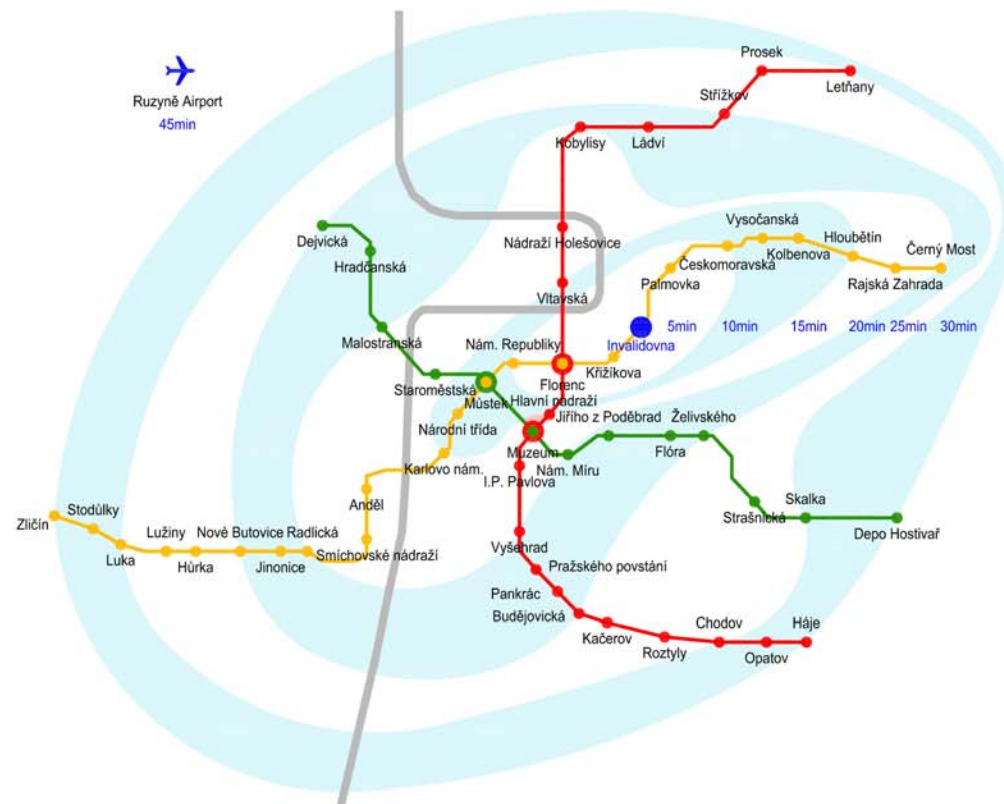 Prosek
Letňany
Ruzyně Airport
45min
Střížkov
Kobylisy
Ládví
Dejvická
Hradčanská
Nádraží Holešovice
Vysočanská
Kolbenova
Hloubětín
Černý Most
Českomoravská
Palmovka
Rajská Zahrada
Vltavská
Malostranská
Invalidovna
5min
10min
15min
20min
25min
30min
Nám. Republiky
Křižíkova
Staroměstská
Florenc
Můstek
Hlavní nádraží
Jiřího z Poděbrad
Želivského
Národní třída
Muzeum
Nám. Míru
Flóra
Karlovo nám.
I.P. Pavlova
Anděl
Skalka
Strašnická
Depo Hostivař
Zličín
Stodůlky
Luka
Lužiny
Hůrka
Nové Butovice
Jinonice
Radlická
Smíchovské nádraží
Vyšehrad
Pražského povstání
Pankrác
Budějovická
Kačerov
Roztyly
Chodov
Opatov
Háje